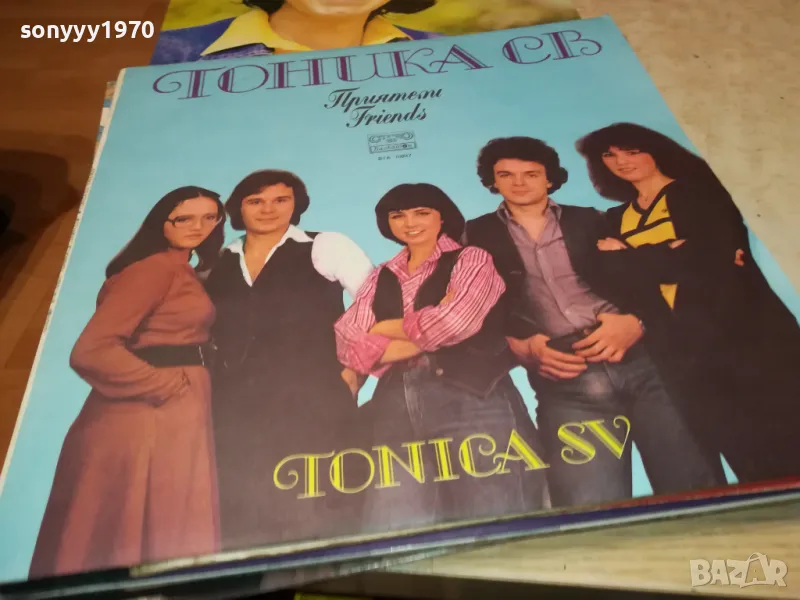 sonyyy1970
ТОНИКА СВ
Приятели
Friends
TONICA SV
BAZAR